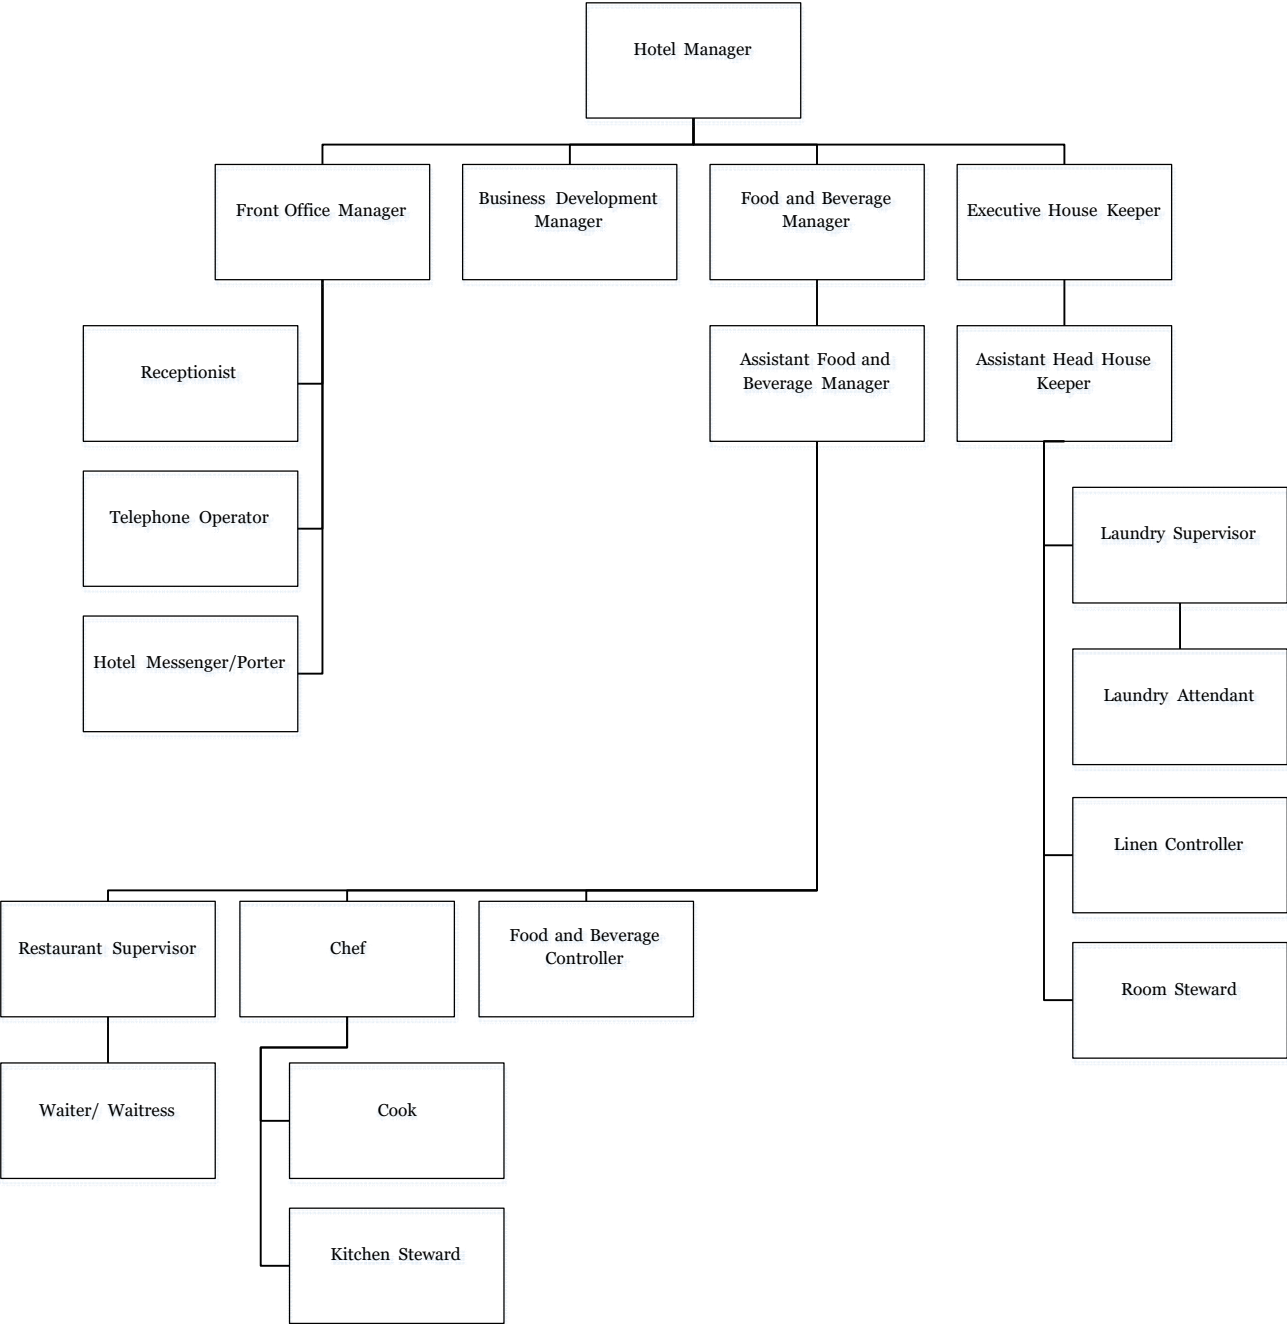 Hotel Manager
Front Office Manager
Business Development
Manager
Food and Beverage
Manager
Executive House Keeper
Receptionist
Assistant Food and
Beverage Manager
Assistant Head House
Keeper
Telephone Operator
Laundry Supervisor
Hotel Messenger/Porter
Laundry Attendant
Linen Controller
Restaurant Supervisor
Chef
Food and Beverage
Controller
Room Steward
Waiter/ Waitress
Cook
Kitchen Steward